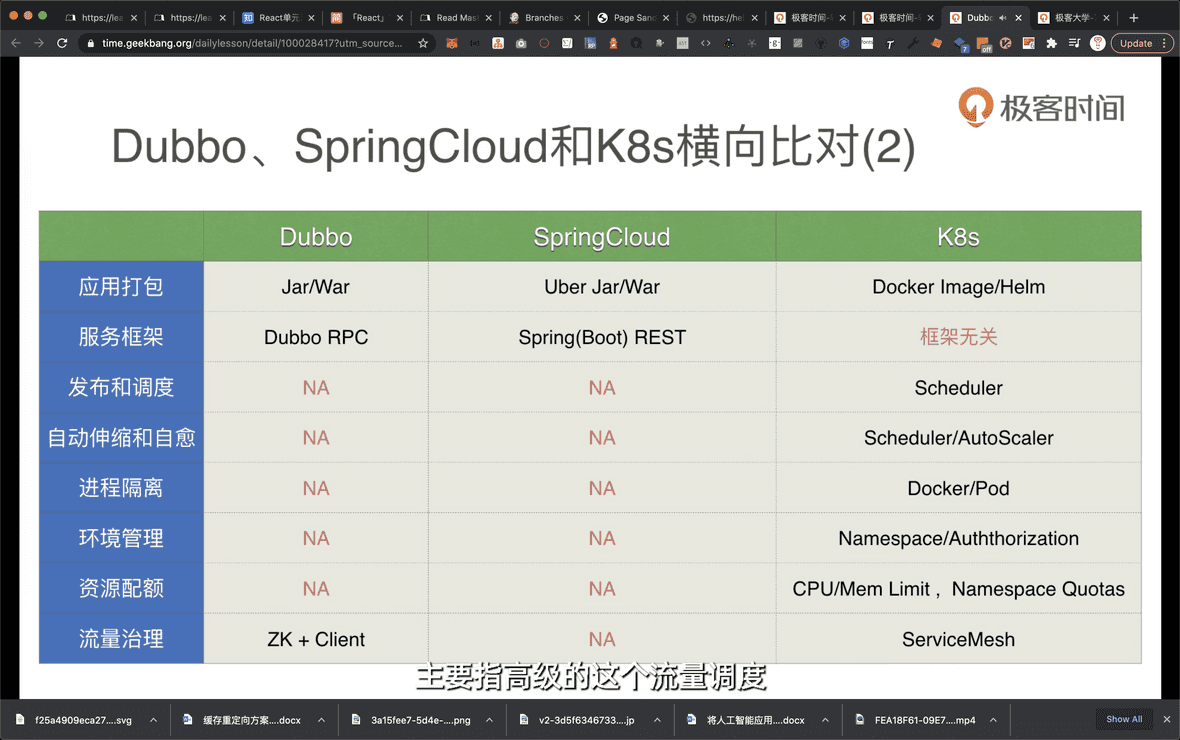 https://lea
https://lea
React单元
「React」
Read Mas
Branches
Page San
https://hel
极客时间-
极客时间-
Dubb
极客大学-
time.geekbang.org/dailylesson/detail/100028417?utm_source...
Update
极客时间
Dubbo、SpringCloud和K8s横向比对(2)
Dubbo SpringCloud K8s
应用打包 Jar/War Uber Jar/War Docker Image/Helm
服务框架 Dubbo RPC Spring(Boot) REST 框架无关
发布和调度 NA NA Scheduler
自动伸缩和自愈 NA NA Scheduler/AutoScaler
进程隔离 NA NA Docker/Pod
环境管理 NA NA Namespace/Auththorization
资源配额 NA NA CPU/Mem Limit ，Namespace Quotas
流量治理 ZK + Client NA ServiceMesh
主要指高级的这个流量调度
f25a4909eca27....svg
缓存重定向方案....docx
3a15fee7-5d4e-....png
v2-3d5f6346733....jp
将人工智能应用....docx
FEA18F61-09E7....mp4
Show All